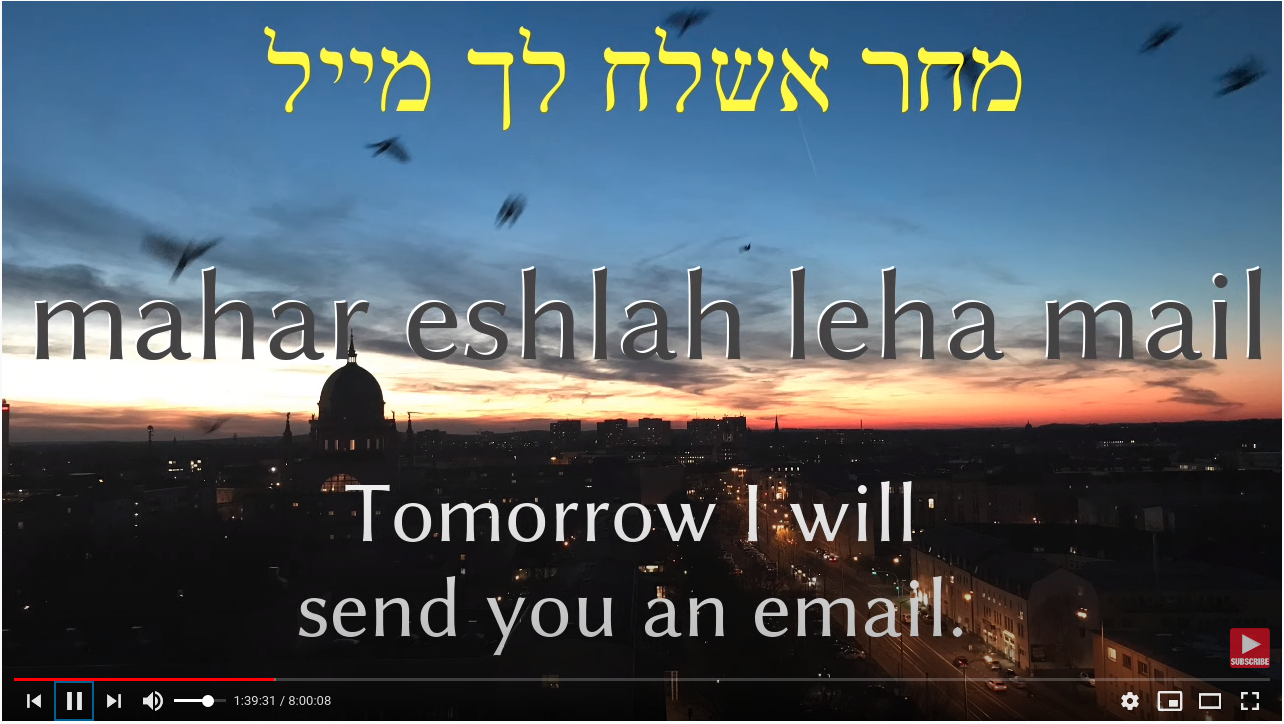 מחר אשלח לך מייל
mahar eshlah leha mail
Tomorrow I will
send you an email.
SUBSCRIBE
1:39:31 / 8:00:08